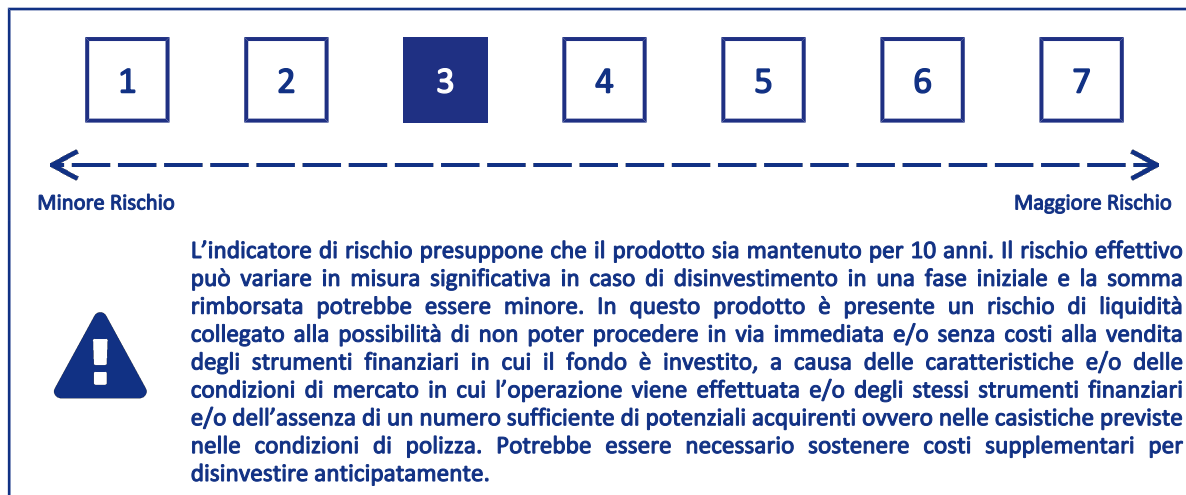 1 2 3 4 5 6 7
Minore Rischio Maggiore Rischio
L'indicatore di rischio presuppone che il prodotto sia mantenuto per 10 anni. Il rischio effettivo
può variare in misura significativa in caso di disinvestimento in una fase iniziale e la somma
rimborsata potrebbe essere minore. In questo prodotto è presente un rischio di liquidità
collegato alla possibilità di non poter procedere in via immediata e/o senza costi alla vendita
degli strumenti finanziari in cui il fondo è investito, a causa delle caratteristiche e/o delle
condizioni di mercato in cui l'operazione viene effettuata e/o degli stessi strumenti finanziari
e/o dell'assenza di un numero sufficiente di potenziali acquirenti ovvero nelle casistiche previste
nelle condizioni di polizza. Potrebbe essere necessario sostenere costi supplementari per
disinvestire anticipatamente.